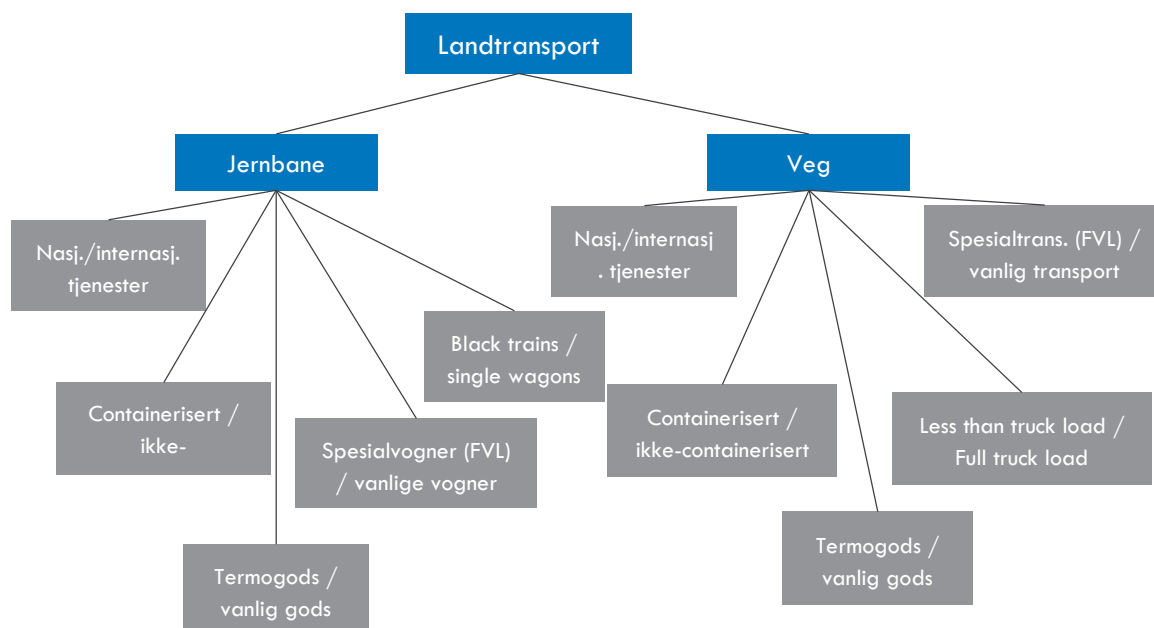 Landtransport
Jernbane
Veg
Nasj./internasj.
tjenester
Nasj./internasj
. tjenester
Spesialtrans. (FVL) /
vanlig transport
Black trains /
single wagons
Containerisert /
ikke-
Containerisert /
ikke-containerisert
Less than truck load /
Full truck load
Spesialvogner (FVL)
/ vanlige vogner
Termogods /
vanlig gods
Termogods /
vanlig gods